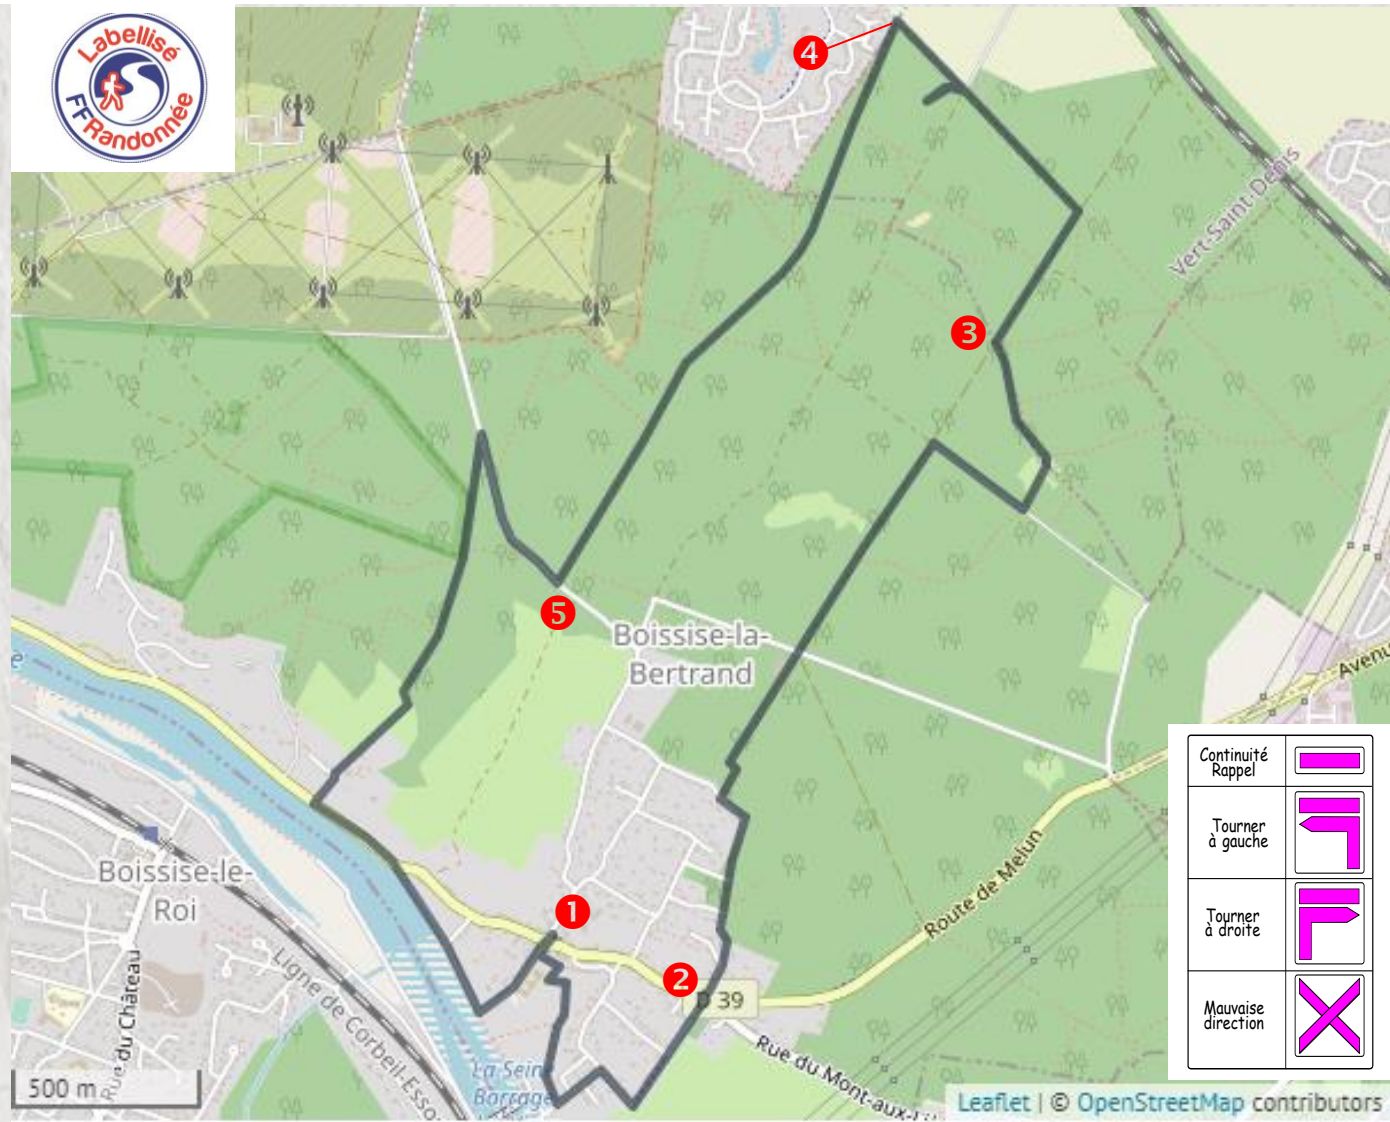 Labellisé
FFRandonnée
4
Vert-Saint-Denis
3
5
Boissise-la-
Bertrand
Avenu
Continuité
Rappel
Tourner
à gauche
Tourner
à droite
Mauvaise
direction
Boissise-le-
Roi
Route de Melun
1
2
D 39
Rue du Château
Ligne de Corbeil-Esso
La Seine
Barrage
Rue du Mont-aux-L
500 m
Leaflet | © OpenStreetMap contributors